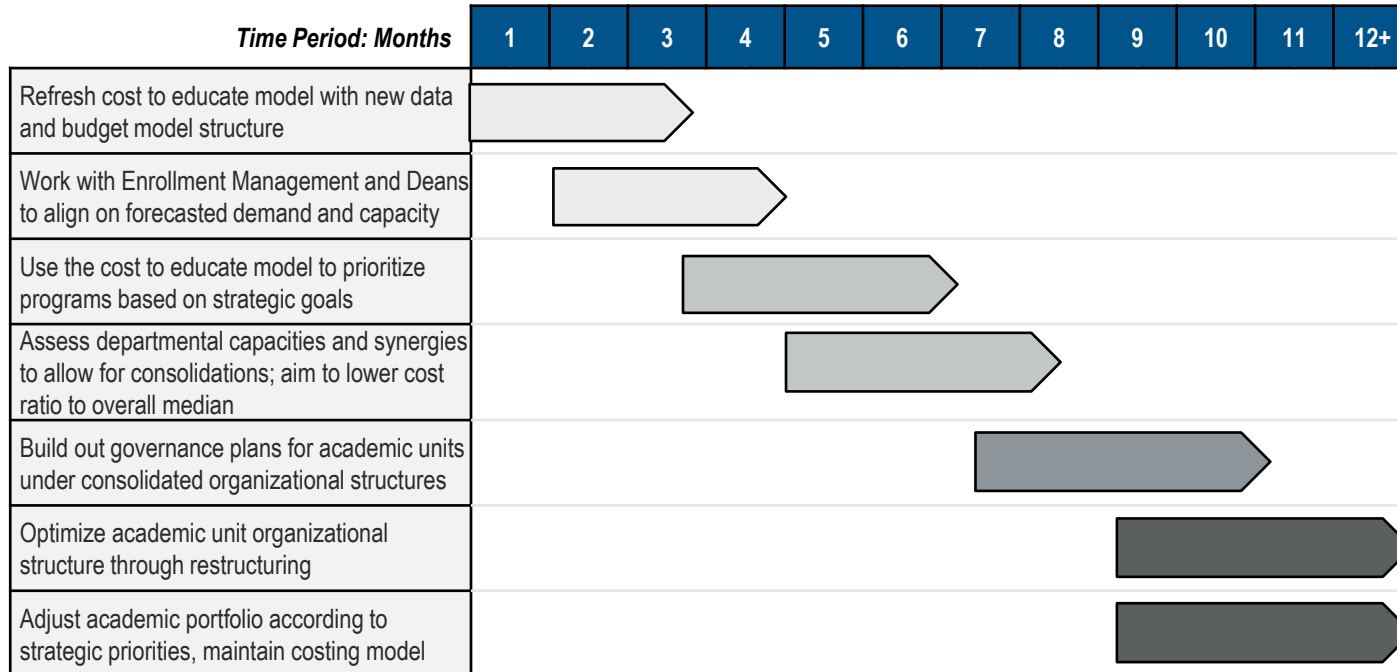 Time Period: Months 1 2 3 4 5 6 7 8 9 10 11 12+
Refresh cost to educate model with new data
and budget model structure
Work with Enrollment Management and Deans
to align on forecasted demand and capacity
Use the cost to educate model to prioritize
programs based on strategic goals
Assess departmental capacities and synergies
to allow for consolidations; aim to lower cost
ratio to overall median
Build out governance plans for academic units
under consolidated organizational structures
Optimize academic unit organizational
structure through restructuring
Adjust academic portfolio according to
strategic priorities, maintain costing model